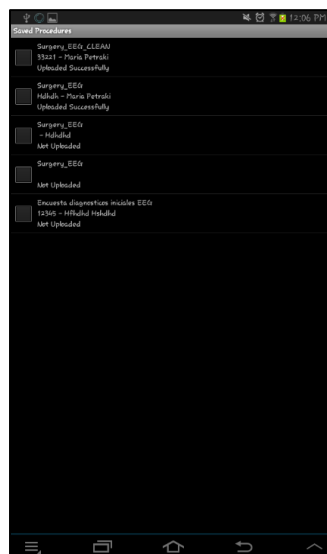 12:06 PM
Saved Procedures
Surgery_EEG_CLEAN
33221 - Maria Petraki
Uploaded Successfully
Surgery_EEG
Hdhdh - Maria Petraki
Uploaded Successfully
Surgery_EEG
- Hdhdhd
Not Uploaded
Surgery_EEG
Not Uploaded
Encuesta diagnosticos iniciales EEG
12345 - Hfhdhd Hshdhd
Not Uploaded